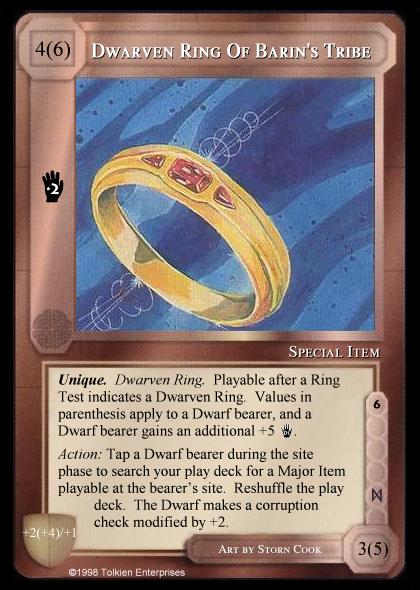 4(6)
Dwarven Ring Of Barin's Tribe
-2
Special Item
Unique. Dwarven Ring. Playable after a Ring
Test indicates a Dwarven Ring. Values in
parenthesis apply to a Dwarf bearer, and a
Dwarf bearer gains an additional +5 .
Action: Tap a Dwarf bearer during the site
phase to search your play deck for a Major Item
playable at the bearer's site. Reshuffle the play
deck. The Dwarf makes a corruption
check modified by +2.
6
ᛞ
+2(+4)/+1
Art by Storn Cook
3(5)
©1998 Tolkien Enterprises